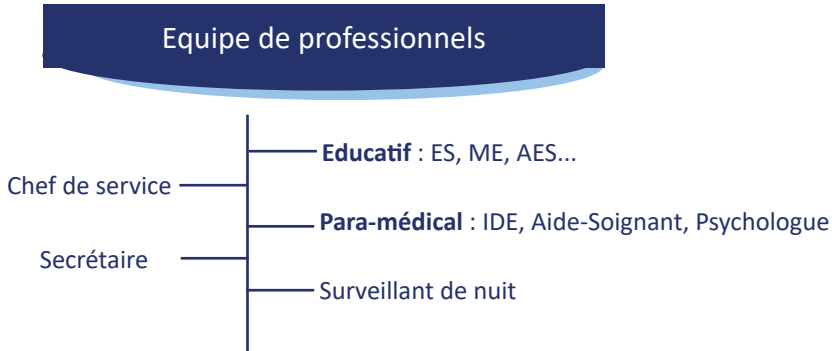 Equipe de professionnels
Educatif : ES, ME, AES...
Chef de service
Para-médical : IDE, Aide-Soignant, Psychologue
Secrétaire
Surveillant de nuit